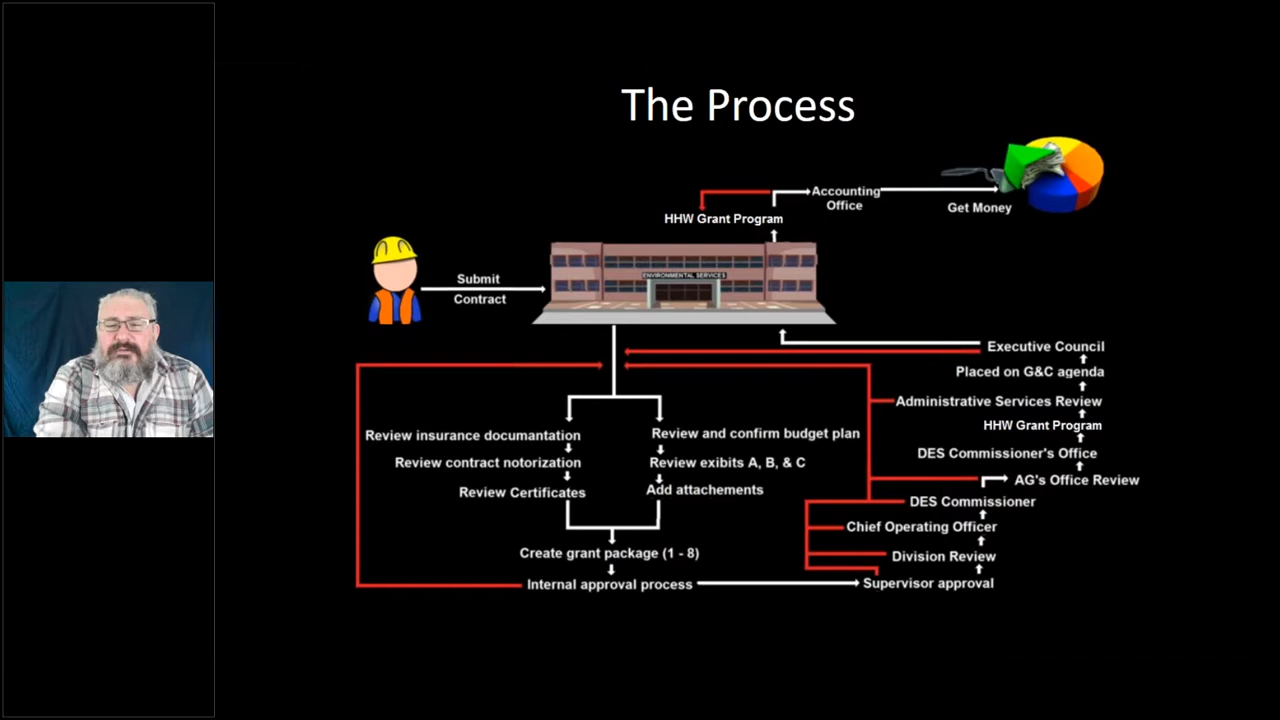 The Process
Accounting
Office
Get Money
HHW Grant Program
ENVIRONMENTAL SERVICES
Submit
Contract
Executive Council
Placed on G&C agenda
Administrative Services Review
HHW Grant Program
DES Commissioner's Office
AG's Office Review
DES Commissioner
Chief Operating Officer
Division Review
Supervisor approval
Review insurance documantation
Review contract notorization
Review Certificates
Review and confirm budget plan
Review exibits A, B, & C
Add attachements
Create grant package (1 - 8)
Internal approval process